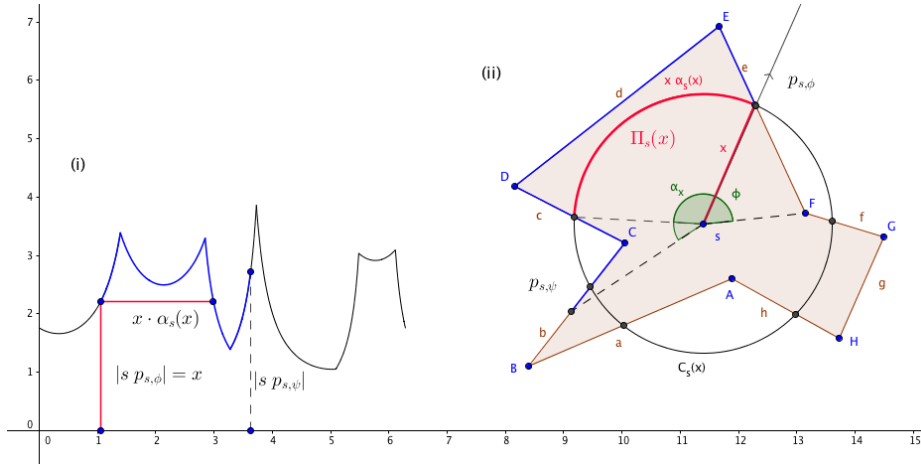 7
6
5
4
3
2
1
0
(i)
x · α_s(x)
|s p_{s,ϕ}| = x
|s p_{s,ψ}|
0 1 2 3 4 5 6 7 8 9 10 11 12 13 14 15
(ii)
E
e
x α_s(x)
p_{s,ϕ}
d
Π_s(x)
x
D
α_x
ϕ
c
F
f
G
s
C
p_{s,ψ}
A
g
b
h
a
H
B
C_s(x)